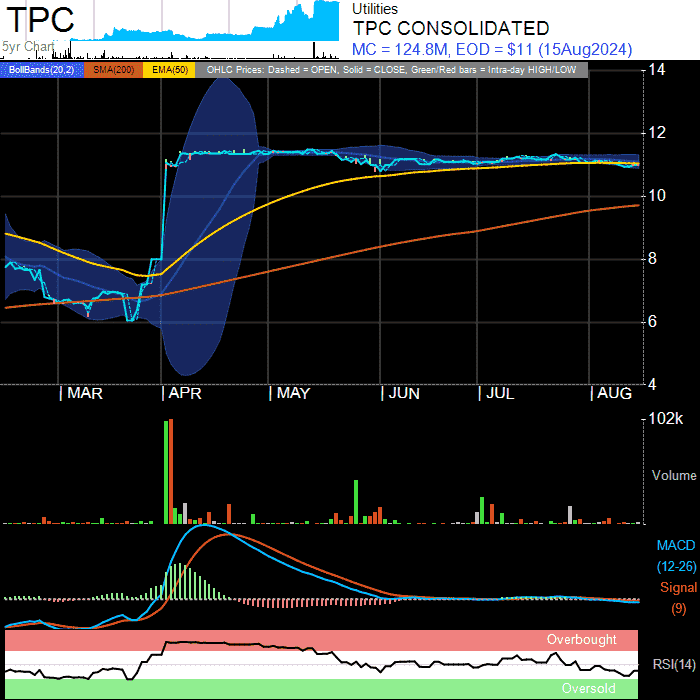 TPC
5yr Chart
Utilities
TPC CONSOLIDATED
MC = 124.8M, EOD = $11 (15Aug2024)
BollBands(20,2) SMA(200) EMA(50) OHLC Prices: Dashed = OPEN, Solid = CLOSE, Green/Red bars = Intra-day HIGH/LOW
14
12
10
8
6
4
| MAR | APR | MAY | JUN | JUL | AUG
102k
Volume
MACD
(12-26)
Signal
(9)
Overbought
RSI(14)
Oversold